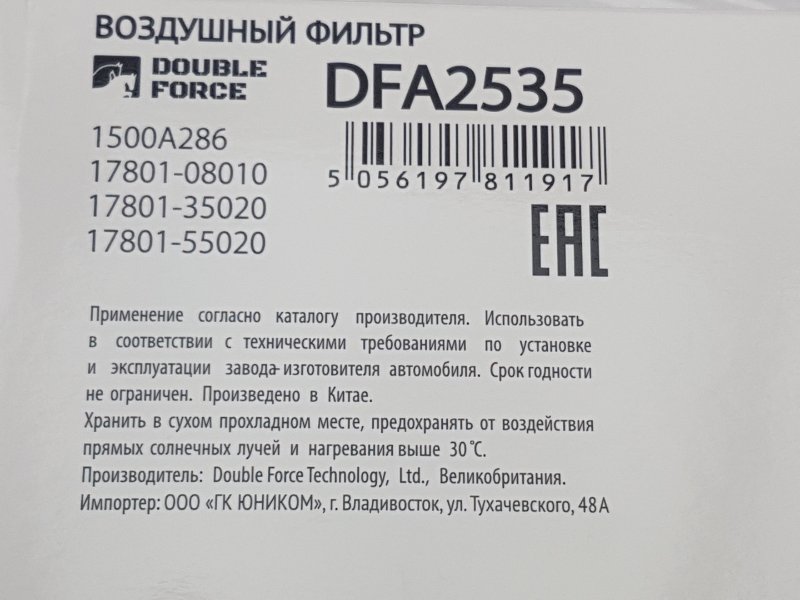 ВОЗДУШНЫЙ ФИЛЬТР
DOUBLE
FORCE
DFA2535
1500A286
17801-08010
17801-35020
17801-55020
5 056197 811917
EAC
Применение согласно каталогу производителя. Использовать
в соответствии с техническими требованиями по установке
и эксплуатации завода-изготовителя автомобиля. Срок годности
не ограничен. Произведено в Китае.
Хранить в сухом прохладном месте, предохранять от воздействия
прямых солнечных лучей и нагревания выше 30 °С.
Производитель: Double Force Technology, Ltd., Великобритания.
Импортер: ООО «ГК ЮНИКОМ», г. Владивосток, ул. Тухачевского, 48А